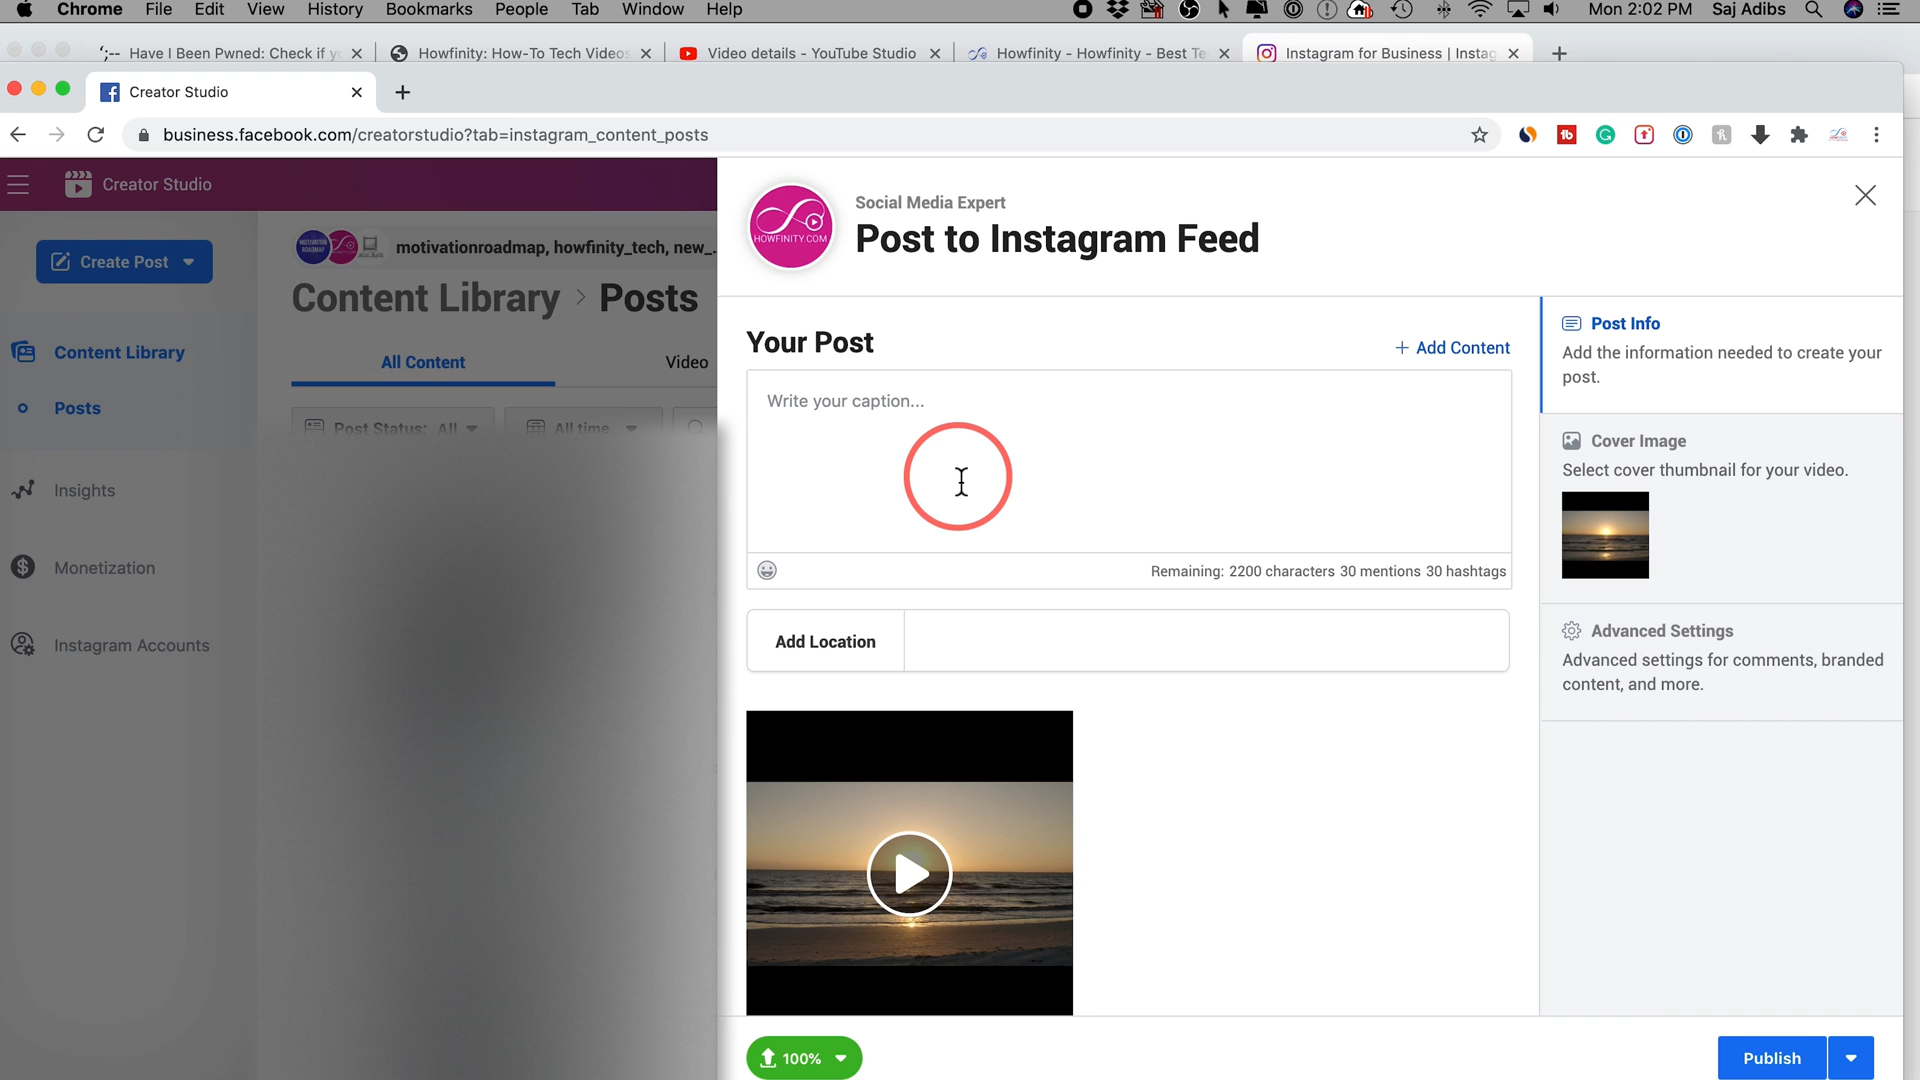 Chrome File Edit View History Bookmarks People Tab Window Help Mon 2:02 PM Saj Adibs
Have I Been Pwned: Check if yo
Howfinity: How-To Tech Videos
Video details - YouTube Studio
Howfinity - Howfinity - Best Te
Instagram for Business | Instag
Creator Studio
business.facebook.com/creatorstudio?tab=instagram_content_posts
Creator Studio
Create Post
Content Library
Posts
Insights
Monetization
Instagram Accounts
motivationroadmap, howfinity_tech, new_...
Content Library > Posts
All Content Video
Post Status: All All time
MOTIVATION
ROADMAP
HOWFINITY.COM
Social Media Expert
Post to Instagram Feed
Your Post
+ Add Content
Write your caption...
Remaining: 2200 characters 30 mentions 30 hashtags
Add Location
100%
Post Info
Add the information needed to create your
post.
Cover Image
Select cover thumbnail for your video.
Advanced Settings
Advanced settings for comments, branded
content, and more.
Publish